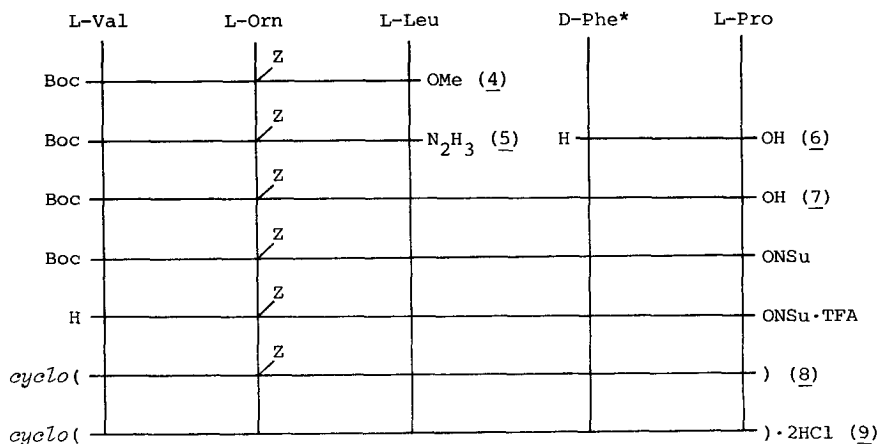 L-Val L-Orn L-Leu D-Phe* L-Pro
Z
Boc OMe (4)
Z
Boc N2H3 (5) H OH (6)
Z
Boc OH (7)
Z
Boc ONSu
Z
H ONSu·TFA
Z
cyclo( ) (8)
cyclo( )·2HCl (9)